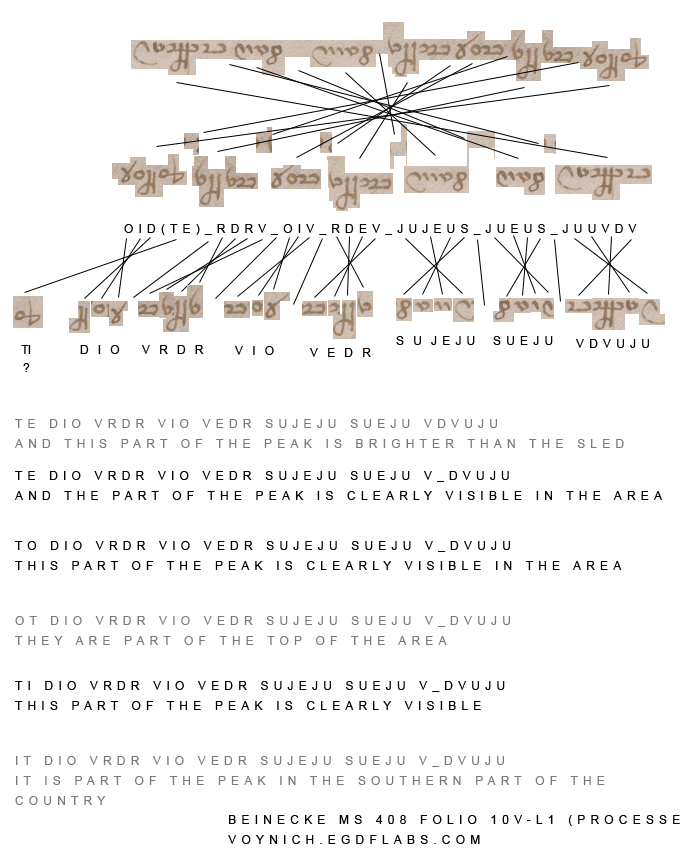 OID(TE)_RDRV_OIV_RDEV_JUJEUS_JUEUS_JUUVDV
TI DIO VRDR VIO VEDR SUJEJU SUEJU VDVUJU
?
TE DIO VRDR VIO VEDR SUJEJU SUEJU VDVUJU
AND THIS PART OF THE PEAK IS BRIGHTER THAN THE SLED
TE DIO VRDR VIO VEDR SUJEJU SUEJU V_DVUJU
AND THE PART OF THE PEAK IS CLEARLY VISIBLE IN THE AREA
TO DIO VRDR VIO VEDR SUJEJU SUEJU V_DVUJU
THIS PART OF THE PEAK IS CLEARLY VISIBLE IN THE AREA
OT DIO VRDR VIO VEDR SUJEJU SUEJU V_DVUJU
THEY ARE PART OF THE TOP OF THE AREA
TI DIO VRDR VIO VEDR SUJEJU SUEJU V_DVUJU
THIS PART OF THE PEAK IS CLEARLY VISIBLE
IT DIO VRDR VIO VEDR SUJEJU SUEJU V_DVUJU
IT IS PART OF THE PEAK IN THE SOUTHERN PART OF THE
COUNTRY
BEINECKE MS 408 FOLIO 10V-L1 (PROCESSE
VOYNICH.EGDFLABS.COM